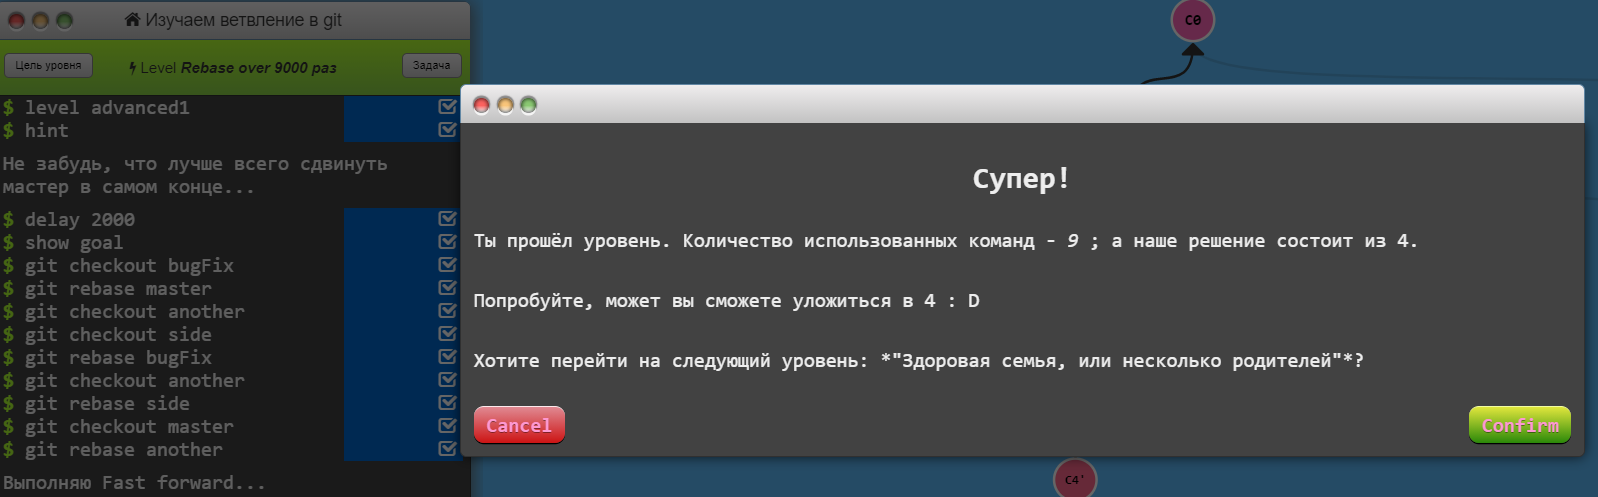 Изучаем ветвление в git
Цель уровня
Level Rebase over 9000 раз
Задача
$ level advanced1
$ hint
Не забудь, что лучше всего сдвинуть
мастер в самом конце...
$ delay 2000
$ show goal
$ git checkout bugFix
$ git rebase master
$ git checkout another
$ git checkout side
$ git rebase bugFix
$ git checkout another
$ git rebase side
$ git checkout master
$ git rebase another
Выполняю Fast forward...
C0
Супер!
Ты прошёл уровень. Количество использованных команд - 9 ; а наше решение состоит из 4.
Попробуйте, может вы сможете уложиться в 4 : D
Хотите перейти на следующий уровень: *"Здоровая семья, или несколько родителей"*?
Cancel
Confirm
C4'